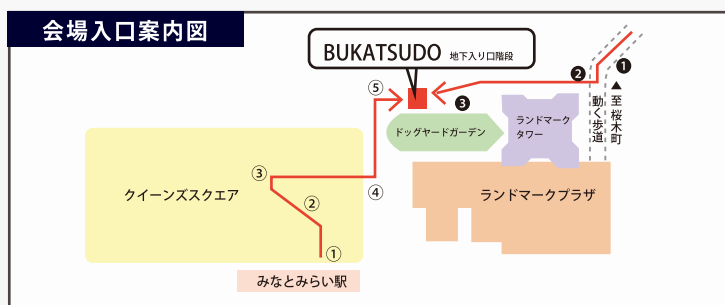 会場入口案内図
BUKATSUDO 地下入り口階段
❶
❷
❸
▲至 桜木町
動く歩道
ランドマーク
タワー
ドッグヤードガーデン
ランドマークプラザ
クイーンズスクエア
⑤
④
③
②
①
みなとみらい駅